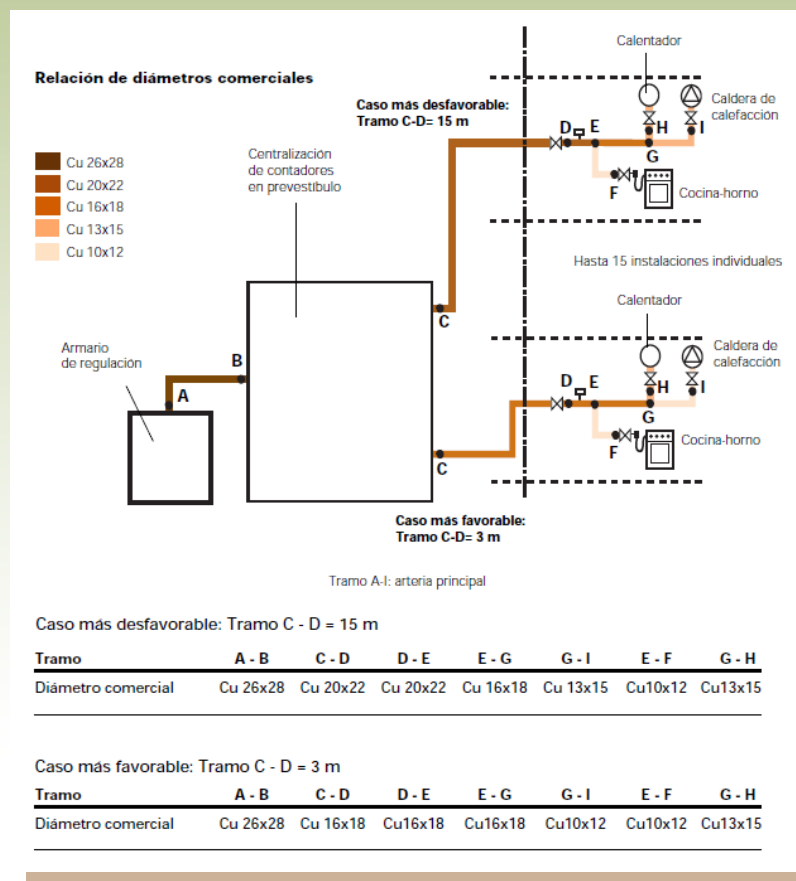 Relación de diámetros comerciales
Cu 26x28
Cu 20x22
Cu 16x18
Cu 13x15
Cu 10x12
Caso más desfavorable:
Tramo C-D= 15 m
Centralización
de contadores
en prevestíbulo
Calentador
Caldera de
calefacción
D
E
H
I
G
F
Cocina-horno
Hasta 15 instalaciones individuales
C
Armario
de regulación
A
B
Calentador
Caldera de
calefacción
D
E
H
I
G
F
Cocina-horno
C
Caso más favorable:
Tramo C-D= 3 m
Tramo A-I: arteria principal
Caso más desfavorable: Tramo C - D = 15 m
Tramo A - B C - D D - E E - G G - I E - F G - H
Diámetro comercial Cu 26x28 Cu 20x22 Cu 20x22 Cu 16x18 Cu 13x15 Cu10x12 Cu13x15
Caso más favorable: Tramo C - D = 3 m
Tramo A - B C - D D - E E - G G - I E - F G - H
Diámetro comercial Cu 26x28 Cu 16x18 Cu16x18 Cu16x18 Cu10x12 Cu10x12 Cu13x15